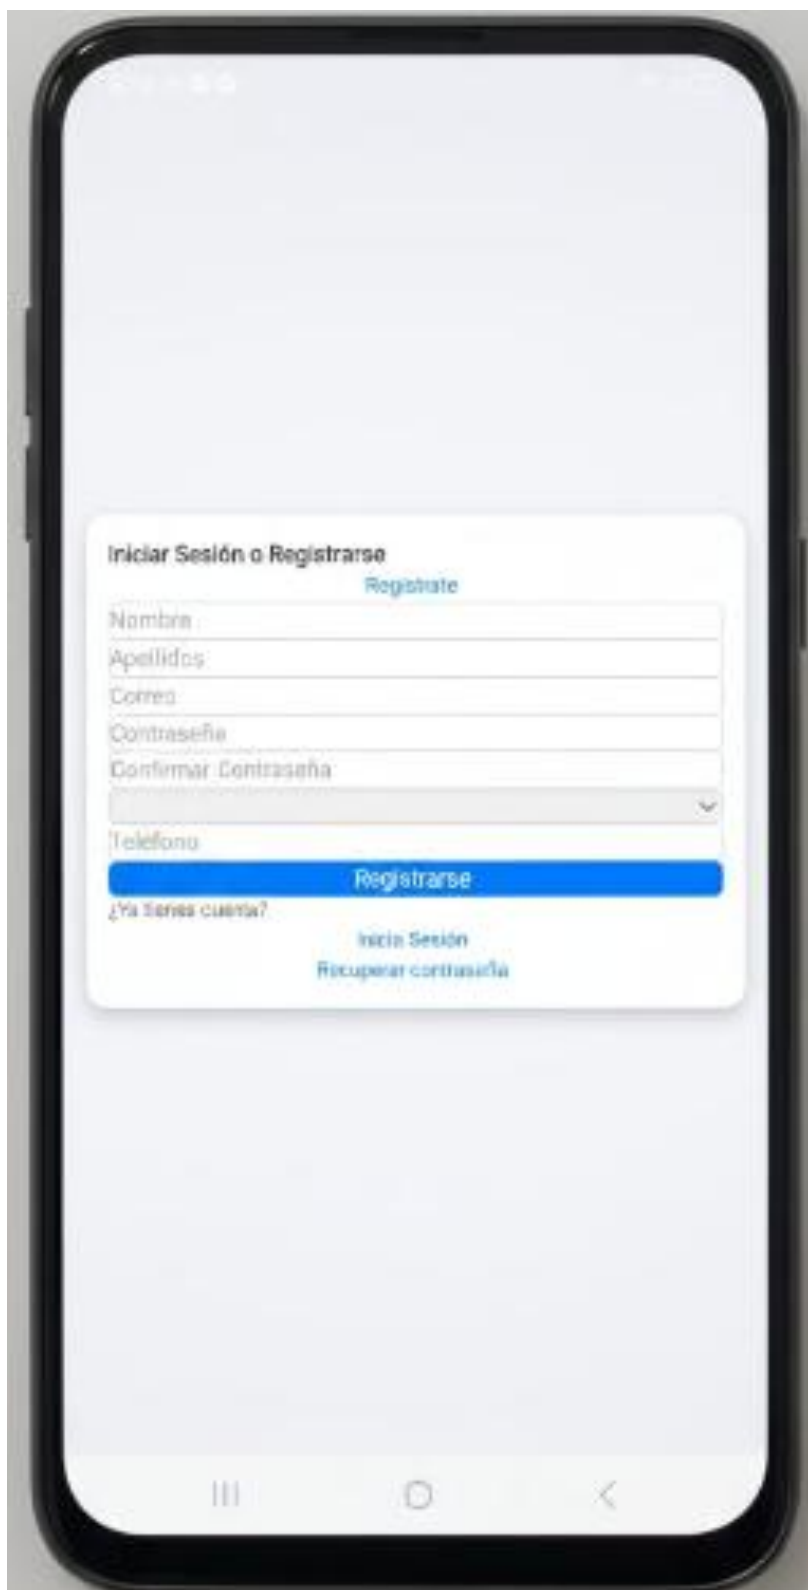 Iniciar Sesión o Registrarse
Registrate
Nombre
Apellidos
Correo
Contraseña
Confirmar Contraseña
Teléfono
Registrarse
¿Ya tienes cuenta?
Inicia Sesión
Recuperar contraseña